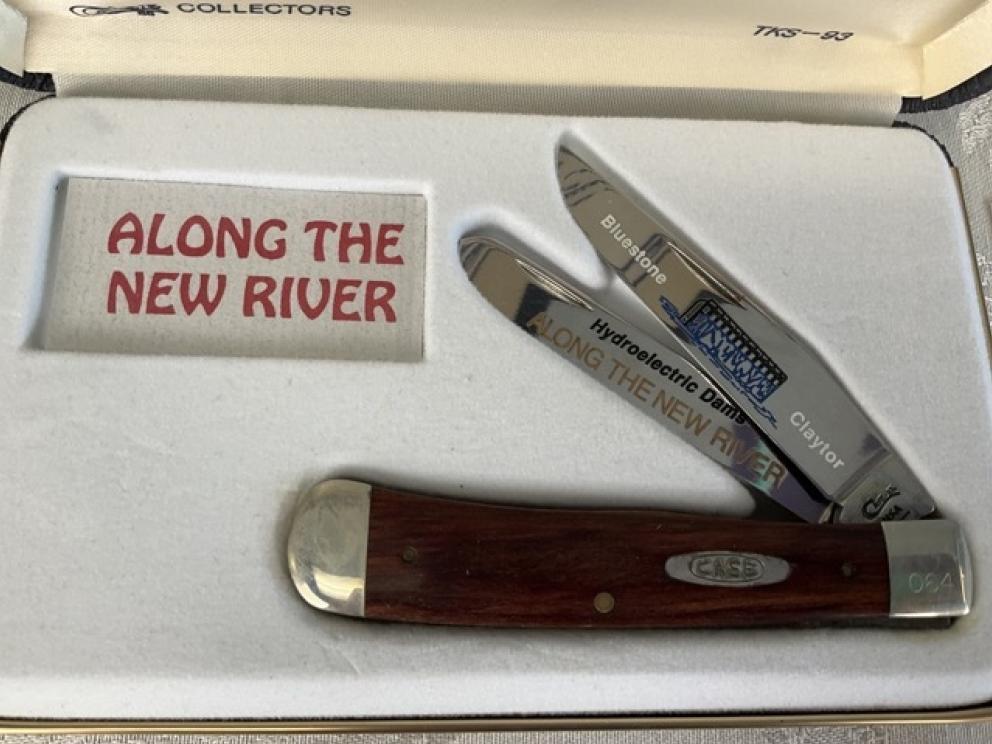 COLLECTORS
TKS-93
ALONG THE
NEW RIVER
Bluestone
Claytor
Hydroelectric Dams
ALONG THE NEW RIVER
CASE
064